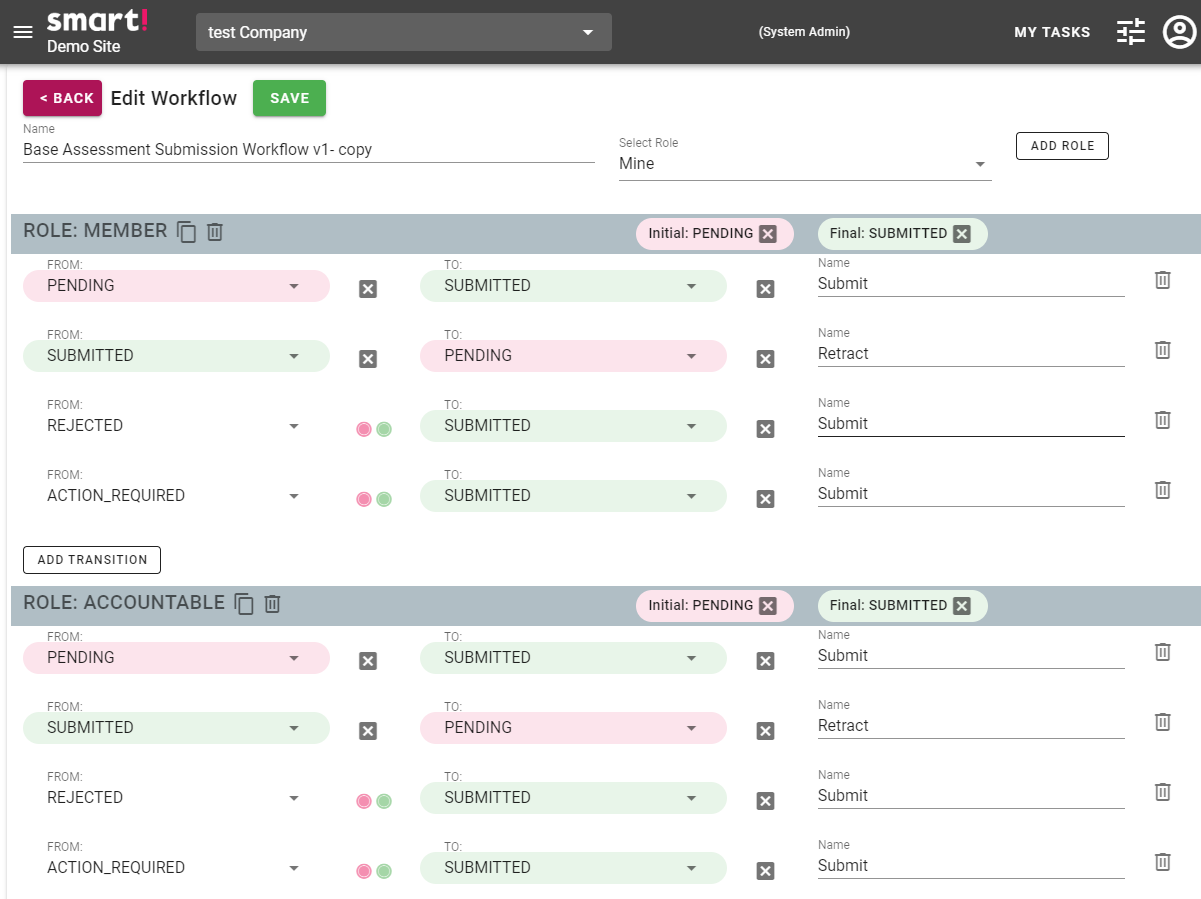 smart!
Demo Site
test Company
(System Admin)
MY TASKS
< BACK
Edit Workflow
SAVE
Name
Base Assessment Submission Workflow v1- copy
Select Role
Mine
ADD ROLE
ROLE: MEMBER
Initial: PENDING
Final: SUBMITTED
FROM:
PENDING
TO:
SUBMITTED
Name
Submit
FROM:
SUBMITTED
TO:
PENDING
Name
Retract
FROM:
REJECTED
TO:
SUBMITTED
Name
Submit
FROM:
ACTION_REQUIRED
TO:
SUBMITTED
Name
Submit
ADD TRANSITION
ROLE: ACCOUNTABLE
Initial: PENDING
Final: SUBMITTED
FROM:
PENDING
TO:
SUBMITTED
Name
Submit
FROM:
SUBMITTED
TO:
PENDING
Name
Retract
FROM:
REJECTED
TO:
SUBMITTED
Name
Submit
FROM:
ACTION_REQUIRED
TO:
SUBMITTED
Name
Submit